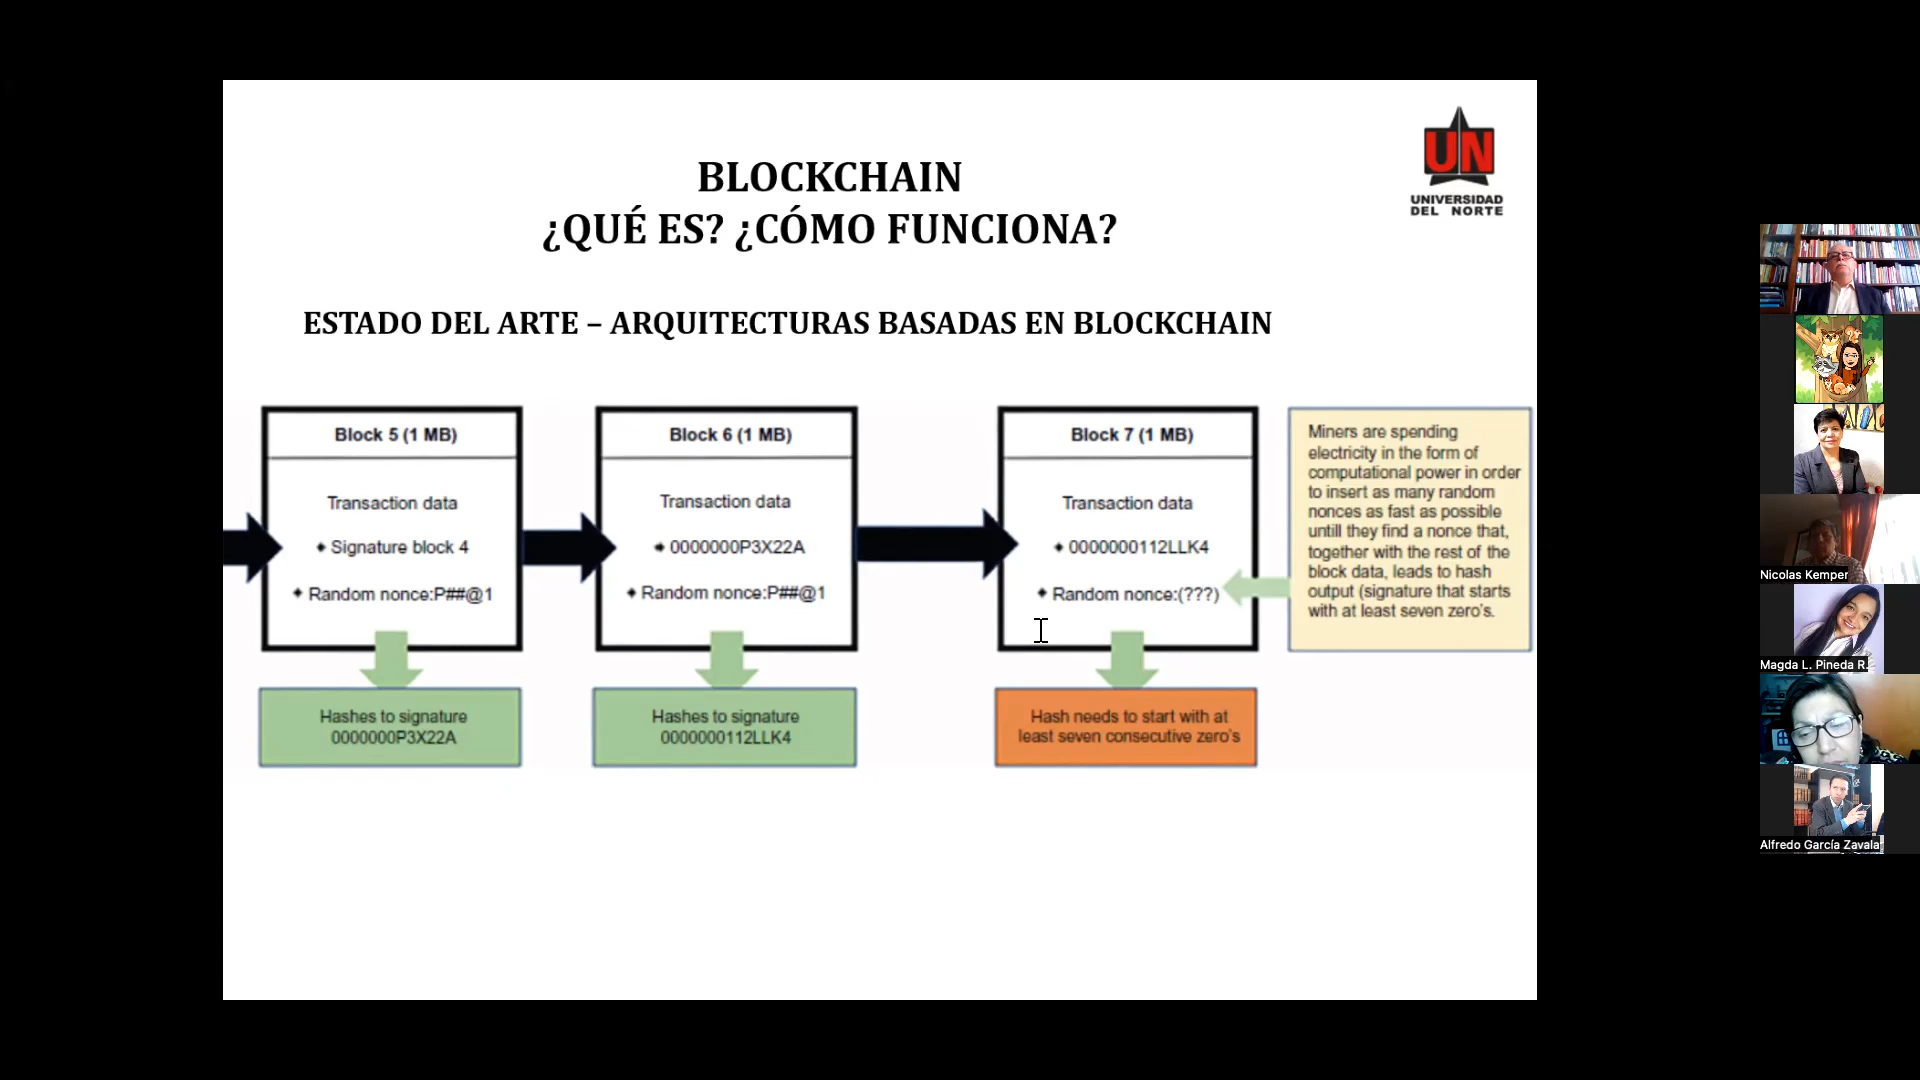 BLOCKCHAIN
¿QUÉ ES? ¿CÓMO FUNCIONA?
UN
UNIVERSIDAD
DEL NORTE
ESTADO DEL ARTE – ARQUITECTURAS BASADAS EN BLOCKCHAIN
Block 5 (1 MB)
Transaction data
Signature block 4
Random nonce:P##@1
Hashes to signature
0000000P3X22A
Block 6 (1 MB)
Transaction data
0000000P3X22A
Random nonce:P##@1
Hashes to signature
0000000112LLK4
Block 7 (1 MB)
Transaction data
0000000112LLK4
Random nonce:(???)
Hash needs to start with at
least seven consecutive zero's
Miners are spending
electricity in the form of
computational power in order
to insert as many random
nonces as fast as possible
untill they find a nonce that,
together with the rest of the
block data, leads to hash
output (signature that starts
with at least seven zero's.
Nicolas Kemper
Magda L. Pineda R.
Alfredo García Zavala